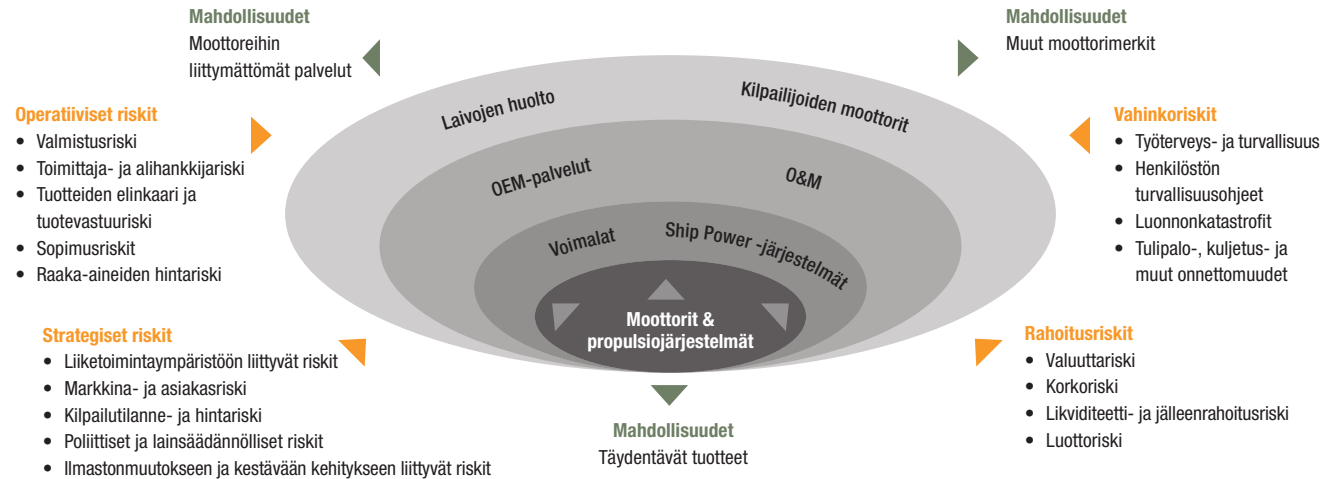 Mahdollisuudet
Moottoreihin
liittymättömät palvelut
Mahdollisuudet
Muut moottorimerkit
Operatiiviset riskit
• Valmistusriski
• Toimittaja- ja alihankkijariski
• Tuotteiden elinkaari ja
tuotevastuuriski
• Sopimusriskit
• Raaka-aineiden hintariski
Laivojen huolto
Kilpailijoiden moottorit
OEM-palvelut
O&M
Voimalat
Ship Power -järjestelmät
Moottorit &
propulsiojärjestelmät
Vahinkoriskit
• Työterveys- ja turvallisuus
• Henkilöstön
turvallisuusohjeet
• Luonnonkatastrofit
• Tulipalo-, kuljetus- ja
muut onnettomuudet
Strategiset riskit
• Liiketoimintaympäristöön liittyvät riskit
• Markkina- ja asiakasriski
• Kilpailutilanne- ja hintariski
• Poliittiset ja lainsäädännölliset riskit
• Ilmastonmuutokseen ja kestävään kehitykseen liittyvät riskit
Mahdollisuudet
Täydentävät tuotteet
Rahoitusriskit
• Valuuttariski
• Korkoriski
• Likviditeetti- ja jälleenrahoitusriski
• Luottoriski